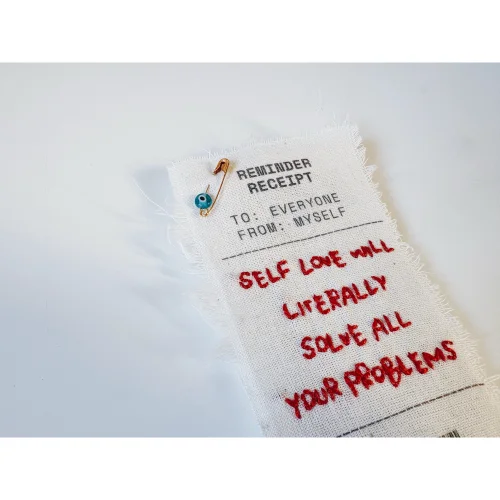 REMINDER
RECEIPT
TO: EVERYONE
FROM: MYSELF
SELF LOVE WILL
LITERALLY
SOLVE ALL
YOUR PROBLEMS